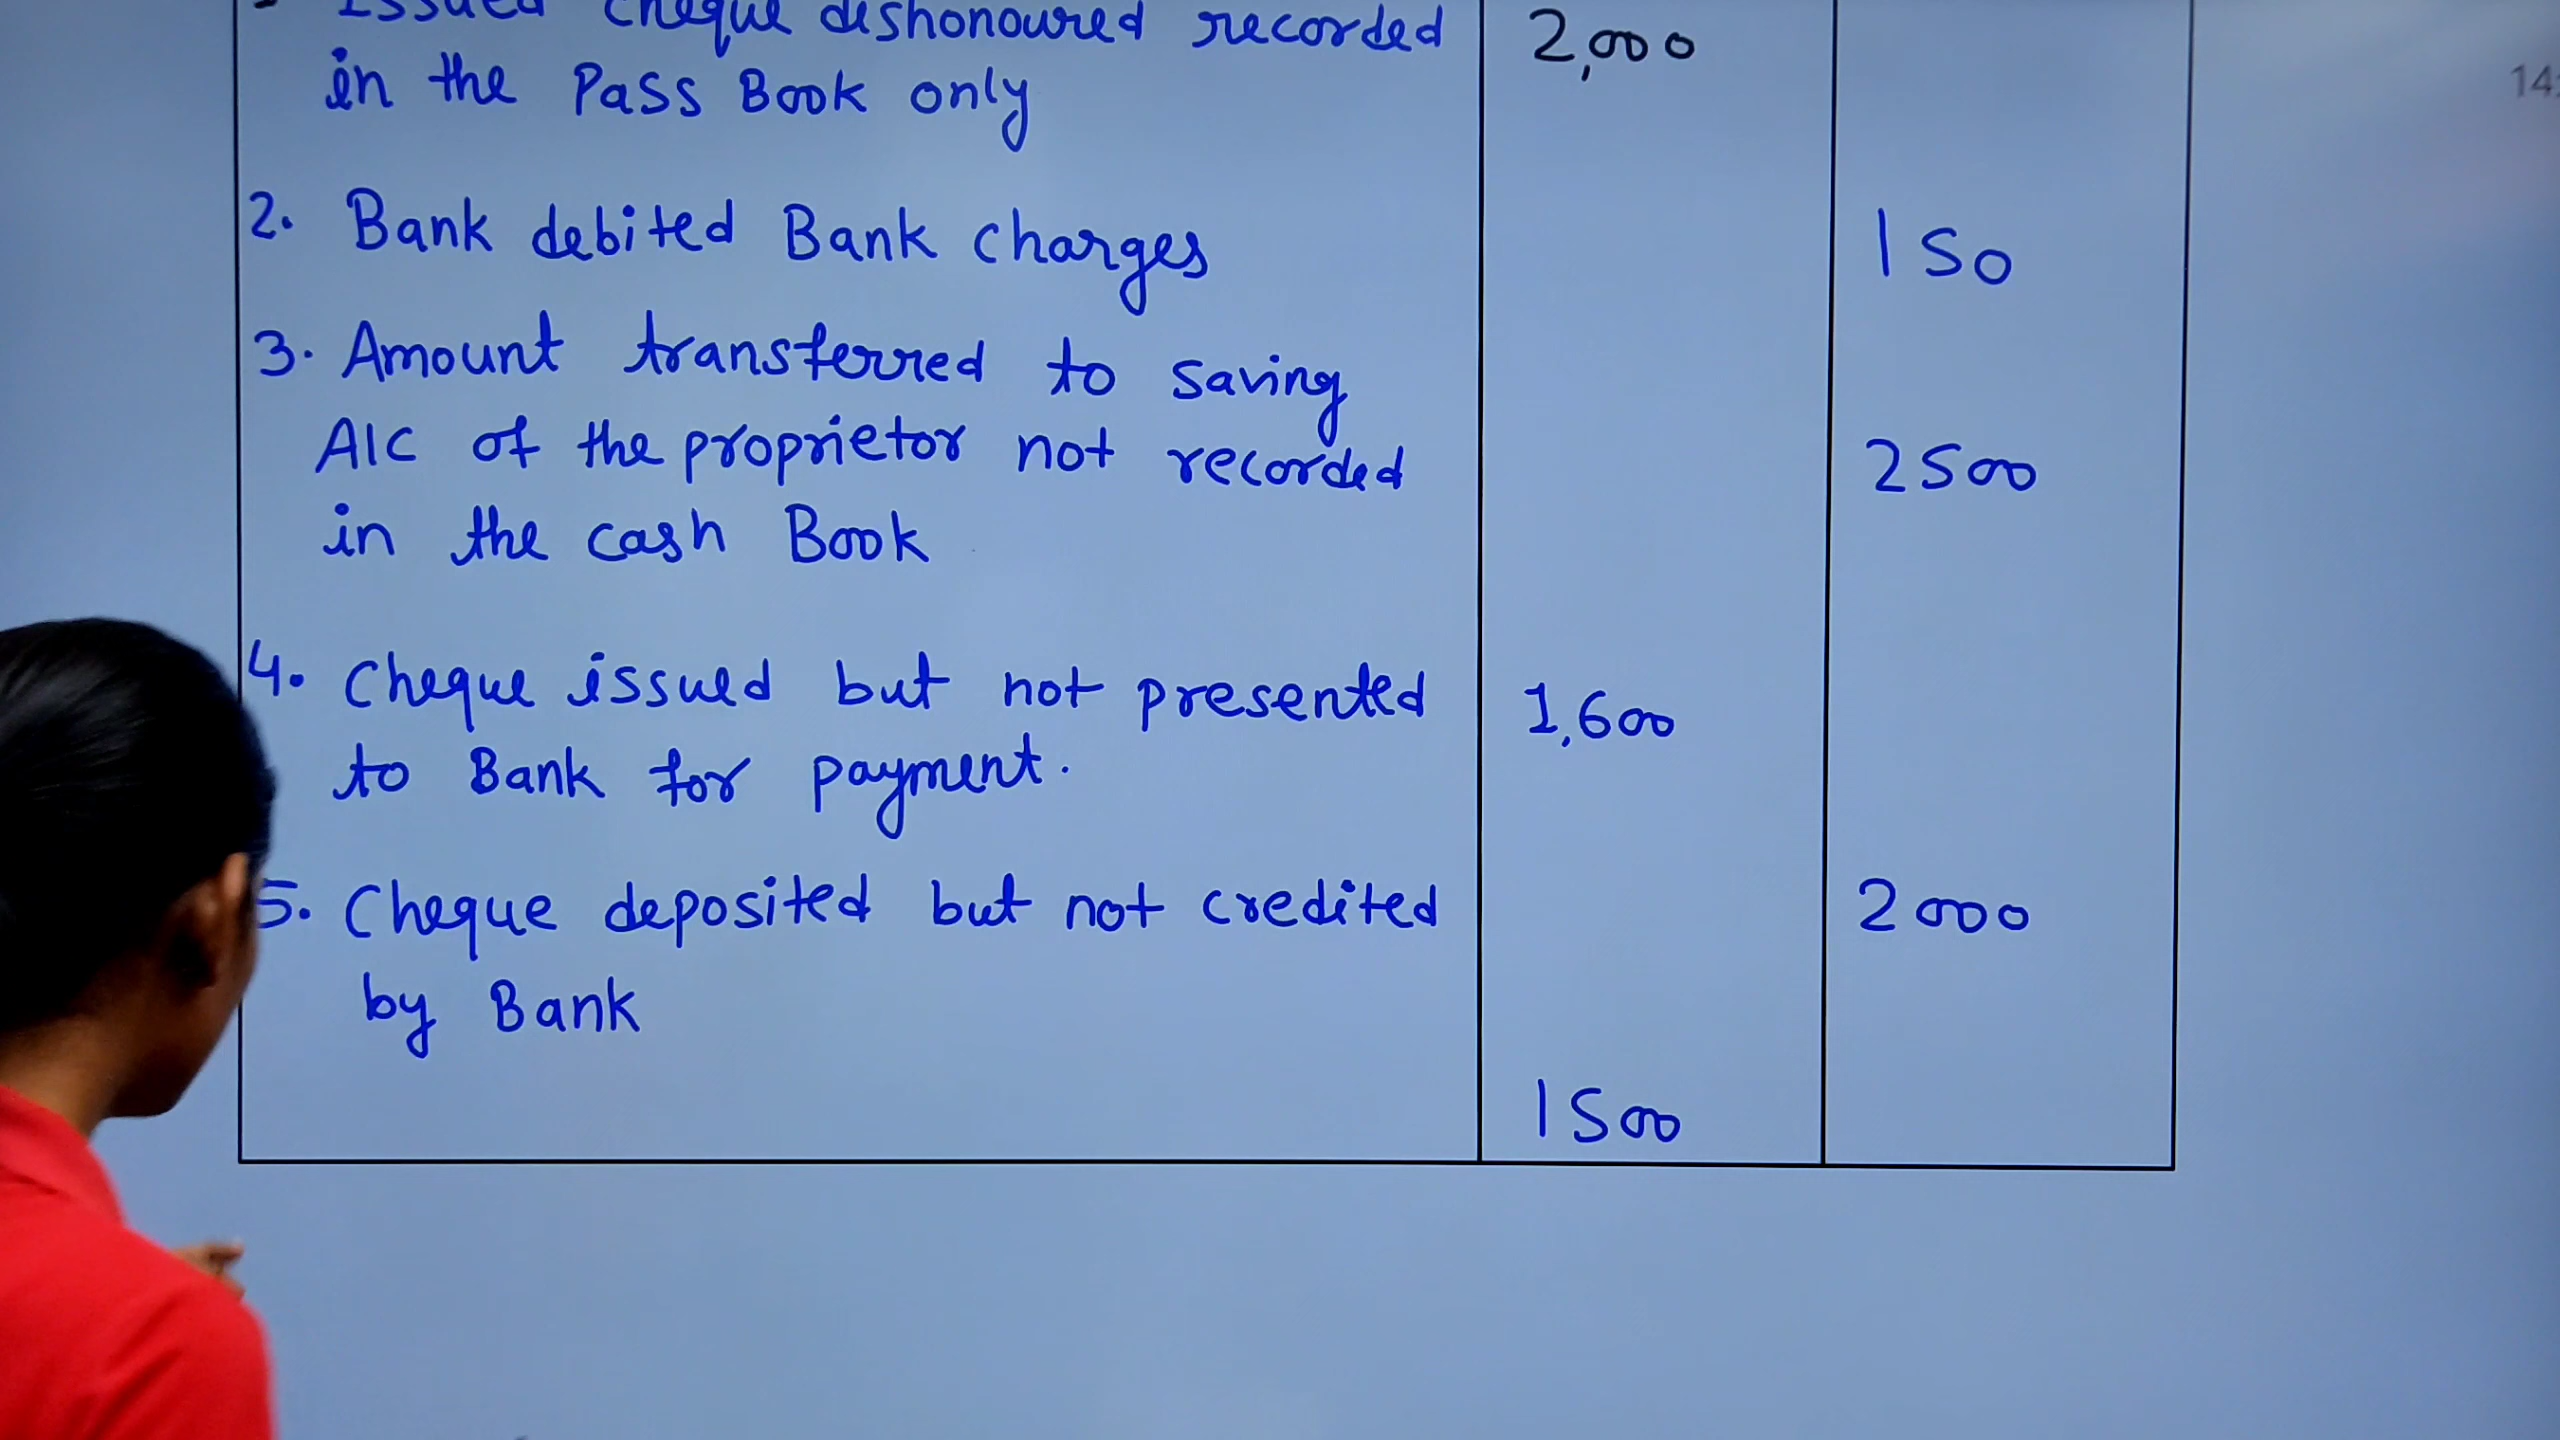 Issued cheque dishonoured recorded 2,000
in the Pass Book only
14:
2. Bank debited Bank charges 150
3. Amount transferred to saving
A/C of the proprietor not recorded 2500
in the cash Book
4. Cheque issued but not presented 1,600
to Bank for payment.
5. Cheque deposited but not credited 2000
by Bank
1500